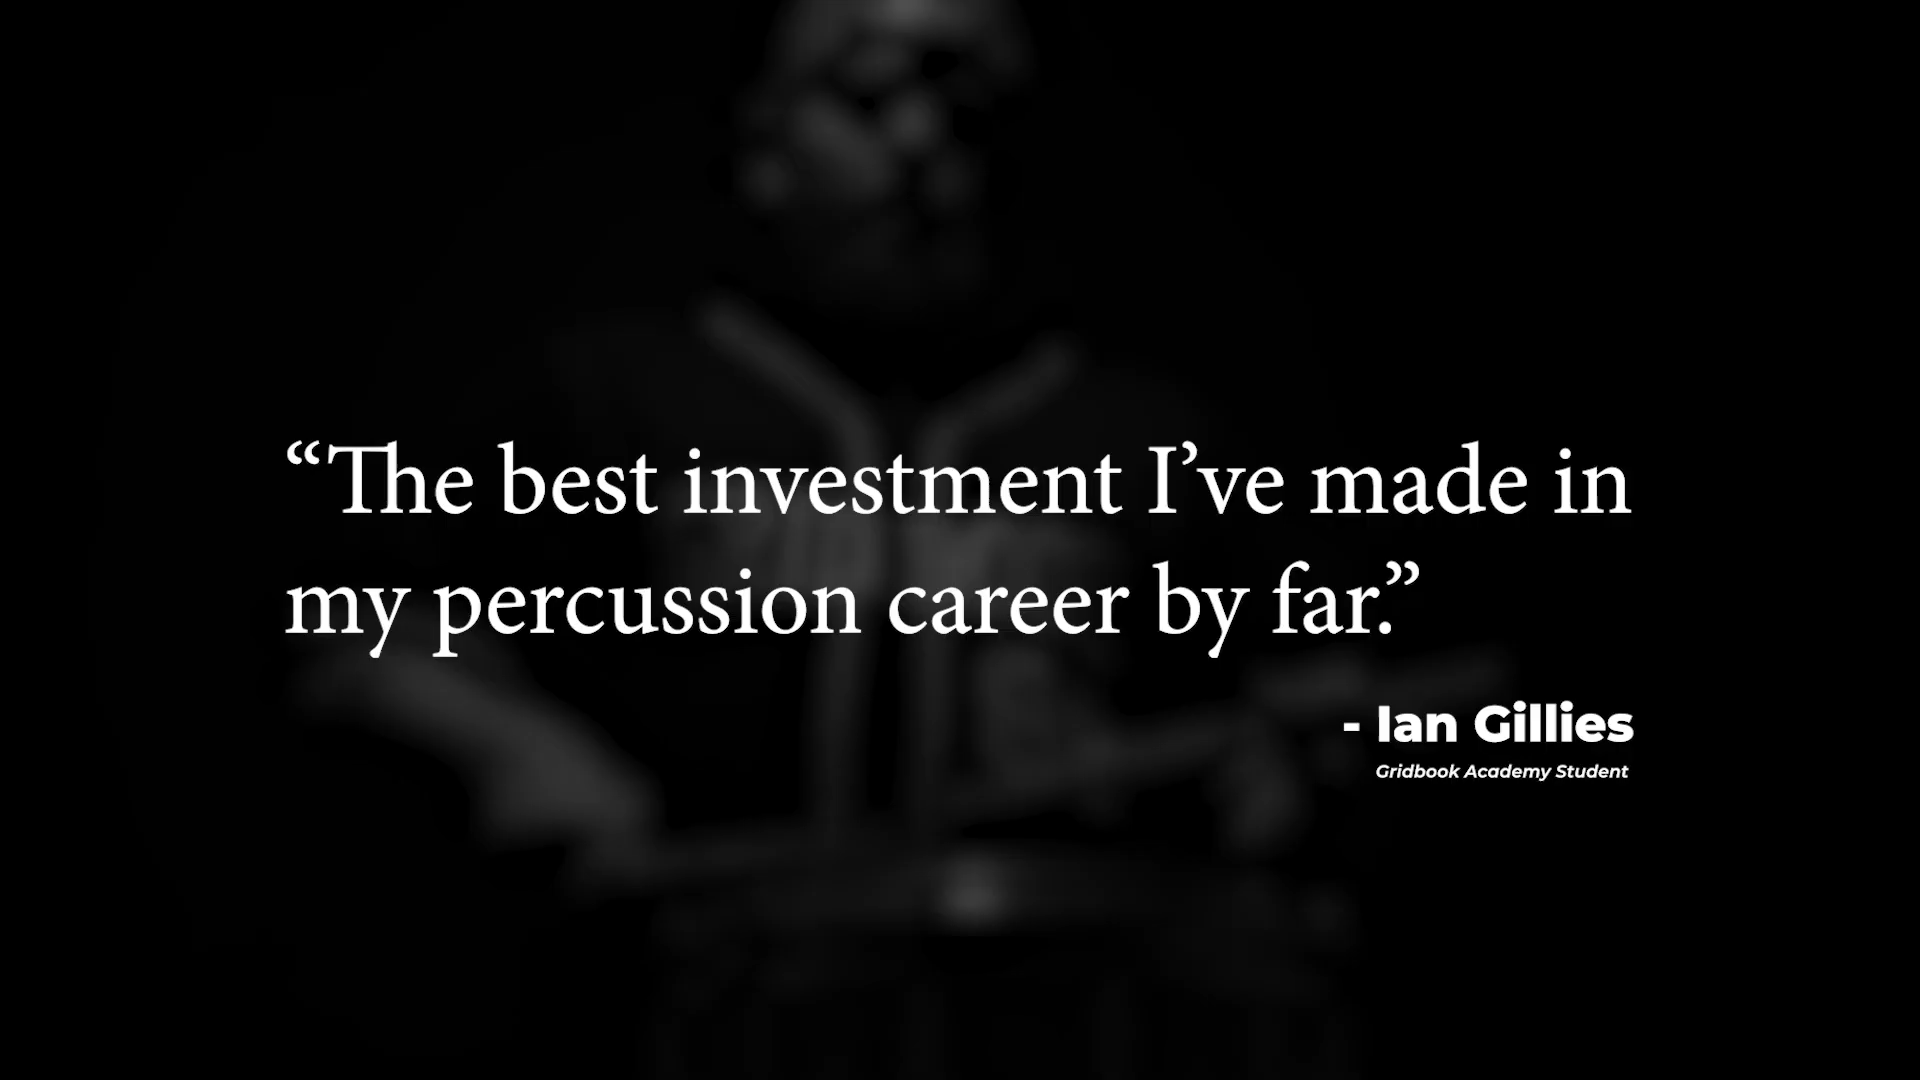 “The best investment I’ve made in
my percussion career by far.”
- Ian Gillies
Gridbook Academy Student